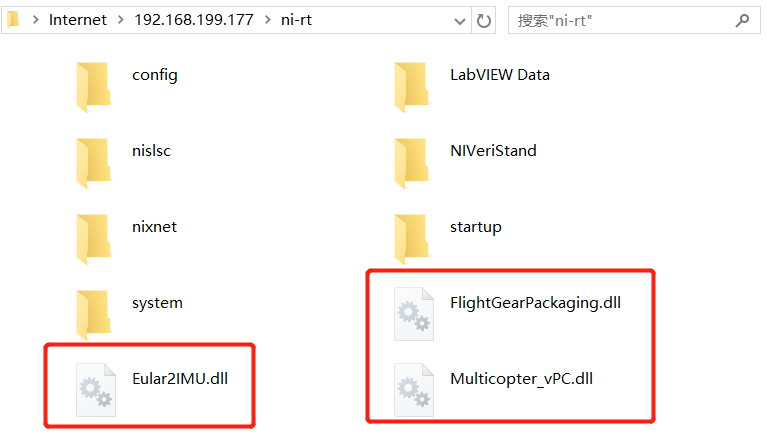 Internet > 192.168.199.177 > ni-rt
搜索"ni-rt"
config
LabVIEW Data
nislsc
NIVeriStand
nixnet
startup
system
FlightGearPackaging.dll
Eular2IMU.dll
Multicopter_vPC.dll